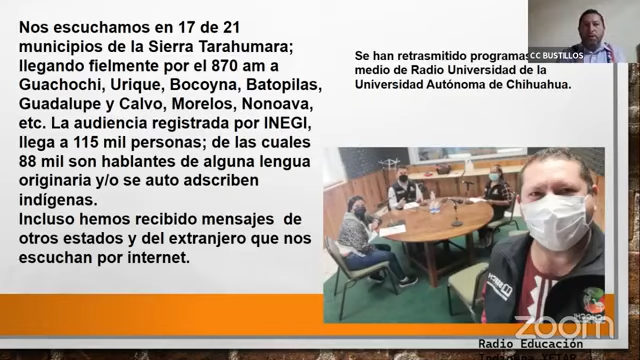 Nos escuchamos en 17 de 21
municipios de la Sierra Tarahumara;
llegando fielmente por el 870 am a
Guachochi, Urique, Bocoyna, Batopilas,
Guadalupe y Calvo, Morelos, Nonoava,
etc. La audiencia registrada por INEGI,
llega a 115 mil personas; de las cuales
88 mil son hablantes de alguna lengua
originaria y/o se auto adscriben
indígenas.
Incluso hemos recibido mensajes de
otros estados y del extranjero que nos
escuchan por internet.
Se han retrasmitido programas
medio de Radio Universidad de la
Universidad Autónoma de Chihuahua.
CC BUSTILLOS
zoom
Radio Educación